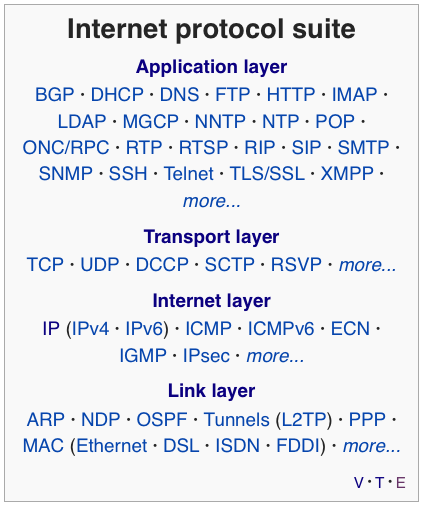 Internet protocol suite
Application layer
BGP · DHCP · DNS · FTP · HTTP · IMAP ·
LDAP · MGCP · NNTP · NTP · POP ·
ONC/RPC · RTP · RTSP · RIP · SIP · SMTP ·
SNMP · SSH · Telnet · TLS/SSL · XMPP ·
more...
Transport layer
TCP · UDP · DCCP · SCTP · RSVP · more...
Internet layer
IP (IPv4 · IPv6) · ICMP · ICMPv6 · ECN ·
IGMP · IPsec · more...
Link layer
ARP · NDP · OSPF · Tunnels (L2TP) · PPP ·
MAC (Ethernet · DSL · ISDN · FDDI) · more...
V · T · E